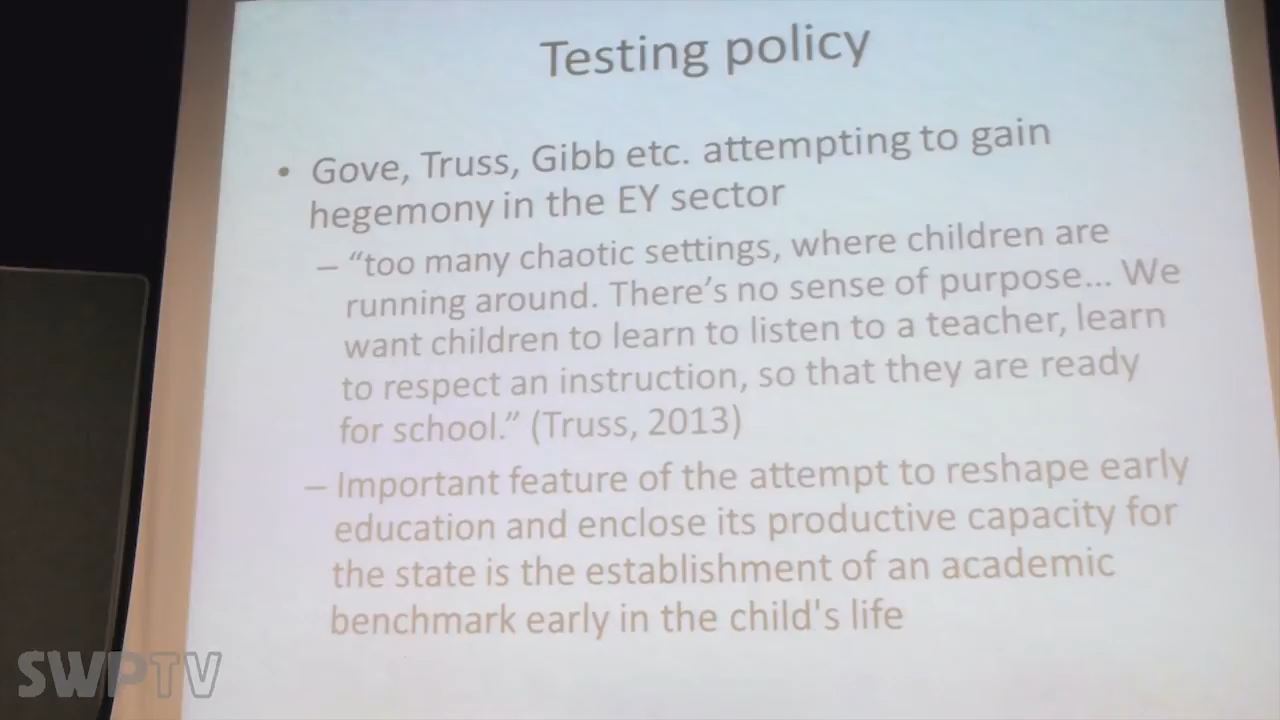 Testing policy
• Gove, Truss, Gibb etc. attempting to gain
hegemony in the EY sector
– “too many chaotic settings, where children are
running around. There’s no sense of purpose... We
want children to learn to listen to a teacher, learn
to respect an instruction, so that they are ready
for school.” (Truss, 2013)
– Important feature of the attempt to reshape early
education and enclose its productive capacity for
the state is the establishment of an academic
benchmark early in the child's life
SWPTV